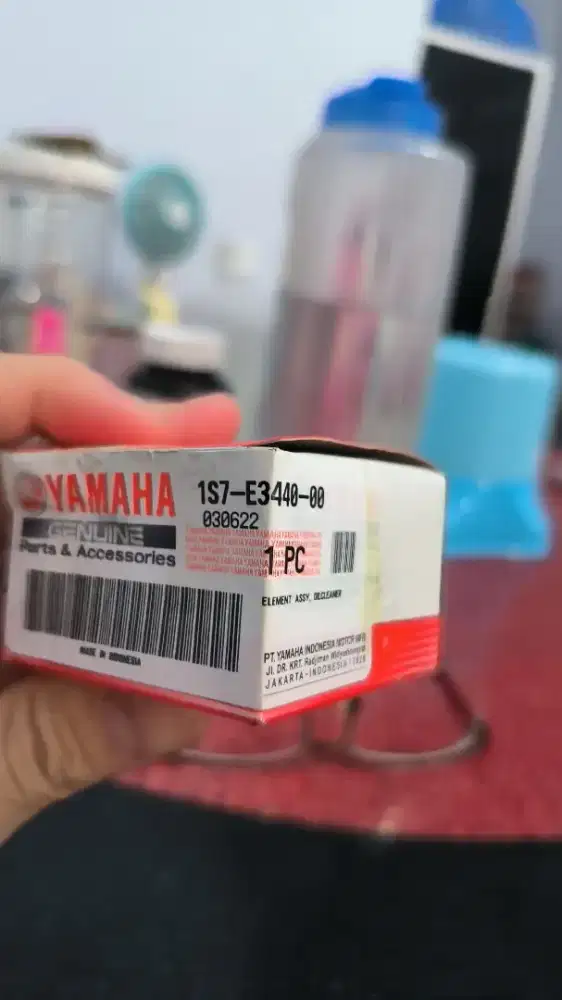 YAMAHA
GENUINE
Parts & Accessories
MADE IN INDONESIA
1S7-E3440-00
030622
1 PC
ELEMENT ASSY, OILCLEANER
PT. YAMAHA INDONESIA MOTOR MFG
JL. DR. KRT. Radjiman
JAKARTA-INDONESIA